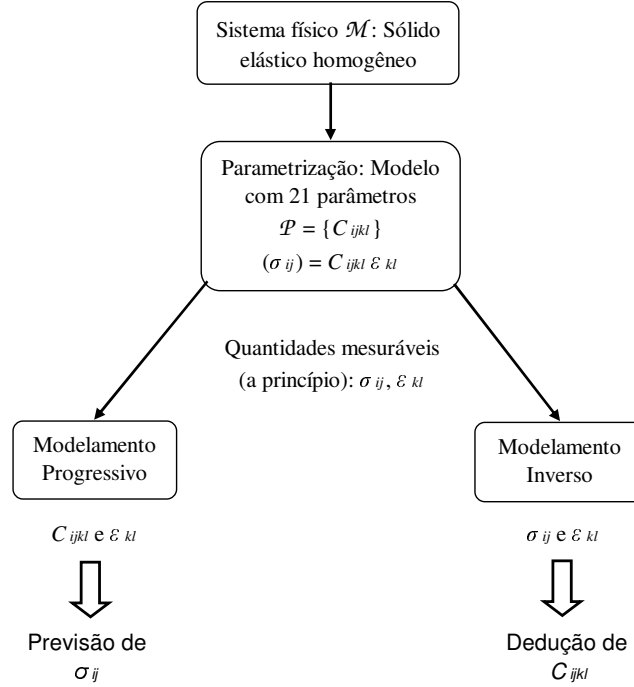 Sistema físico ℳ: Sólido
elástico homogêneo
Parametrização: Modelo
com 21 parâmetros
𝒫 = {C ijkl}
(σ ij) = C ijkl ε kl
Quantidades mesuráveis
(a princípio): σ ij, ε kl
Modelamento
Progressivo
C ijkl e ε kl
Previsão de
σ ij
Modelamento
Inverso
σ ij e ε kl
Dedução de
C ijkl